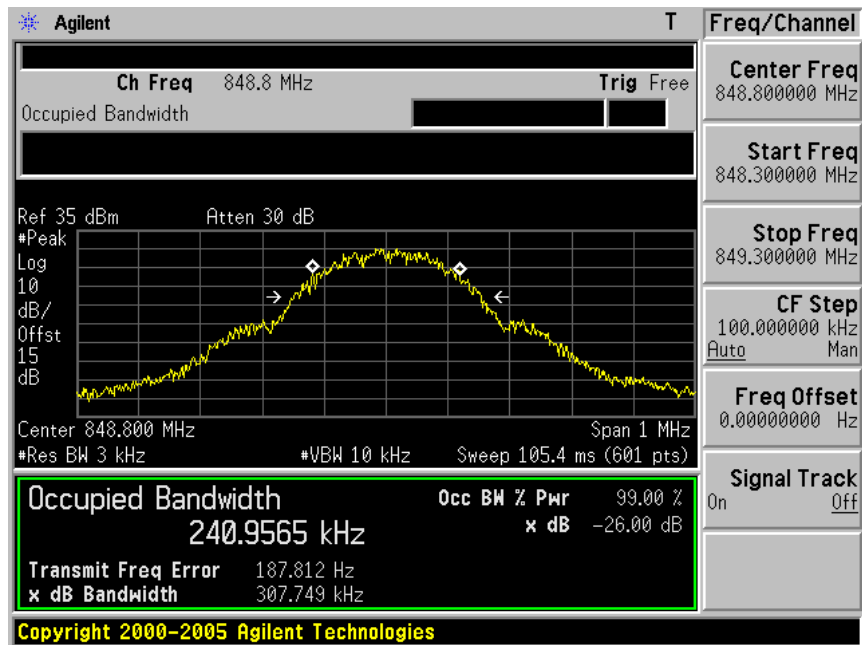 Agilent T
Ch Freq 848.8 MHz Trig Free
Occupied Bandwidth
Ref 35 dBm Atten 30 dB
#Peak
Log
10
dB/
Offst
15
dB
Center 848.800 MHz Span 1 MHz
#Res BW 3 kHz #VBW 10 kHz Sweep 105.4 ms (601 pts)
Occupied Bandwidth Occ BW % Pwr 99.00 %
240.9565 kHz x dB -26.00 dB
Transmit Freq Error 187.812 Hz
x dB Bandwidth 307.749 kHz
Copyright 2000-2005 Agilent Technologies
Freq/Channel
Center Freq
848.800000 MHz
Start Freq
848.300000 MHz
Stop Freq
849.300000 MHz
CF Step
100.000000 kHz
Auto Man
Freq Offset
0.00000000 Hz
Signal Track
On Off